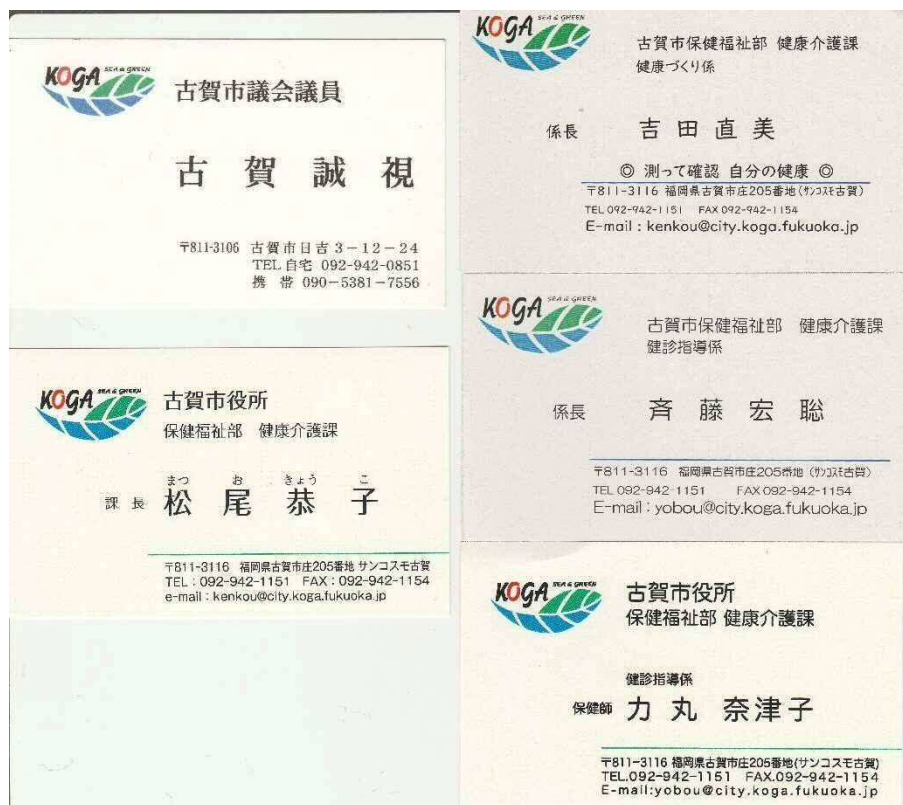 KOGA SEA & GREEN
古賀市議会議員
古賀誠視
〒811-3106 古賀市日吉3-12-24
TEL 自宅 092-942-0851
携帯 090-5381-7556
KOGA SEA & GREEN
古賀市役所
保健福祉部 健康介護課
まつ お きょう こ
課長 松尾恭子
〒811-3116 福岡県古賀市庄205番地 サンコスモ古賀
TEL:092-942-1151 FAX:092-942-1154
e-mail:kenkou@city.koga.fukuoka.jp
KOGA SEA & GREEN
古賀市保健福祉部 健康介護課
健康づくり係
係長 吉田直美
◎ 測って確認 自分の健康 ◎
〒811-3116 福岡県古賀市庄205番地(サンコスモ古賀)
TEL 092-942-1151 FAX 092-942-1154
E-mail:kenkou@city.koga.fukuoka.jp
KOGA SEA & GREEN
古賀市保健福祉部 健康介護課
健診指導係
係長 斉藤宏聡
〒811-3116 福岡県古賀市庄205番地(サンコスモ古賀)
TEL 092-942-1151 FAX 092-942-1154
E-mail:yobou@city.koga.fukuoka.jp
KOGA SEA & GREEN
古賀市役所
保健福祉部 健康介護課
健診指導係
保健師 力丸 奈津子
〒811-3116 福岡県古賀市庄205番地(サンコスモ古賀)
TEL.092-942-1151 FAX.092-942-1154
E-mail:yobou@city.koga.fukuoka.jp